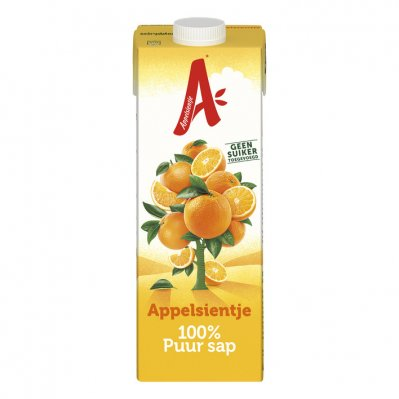 A
Appelsientje
GEEN
SUIKER
TOEGEVOEGD
Appelsientje
100%
Puur sap